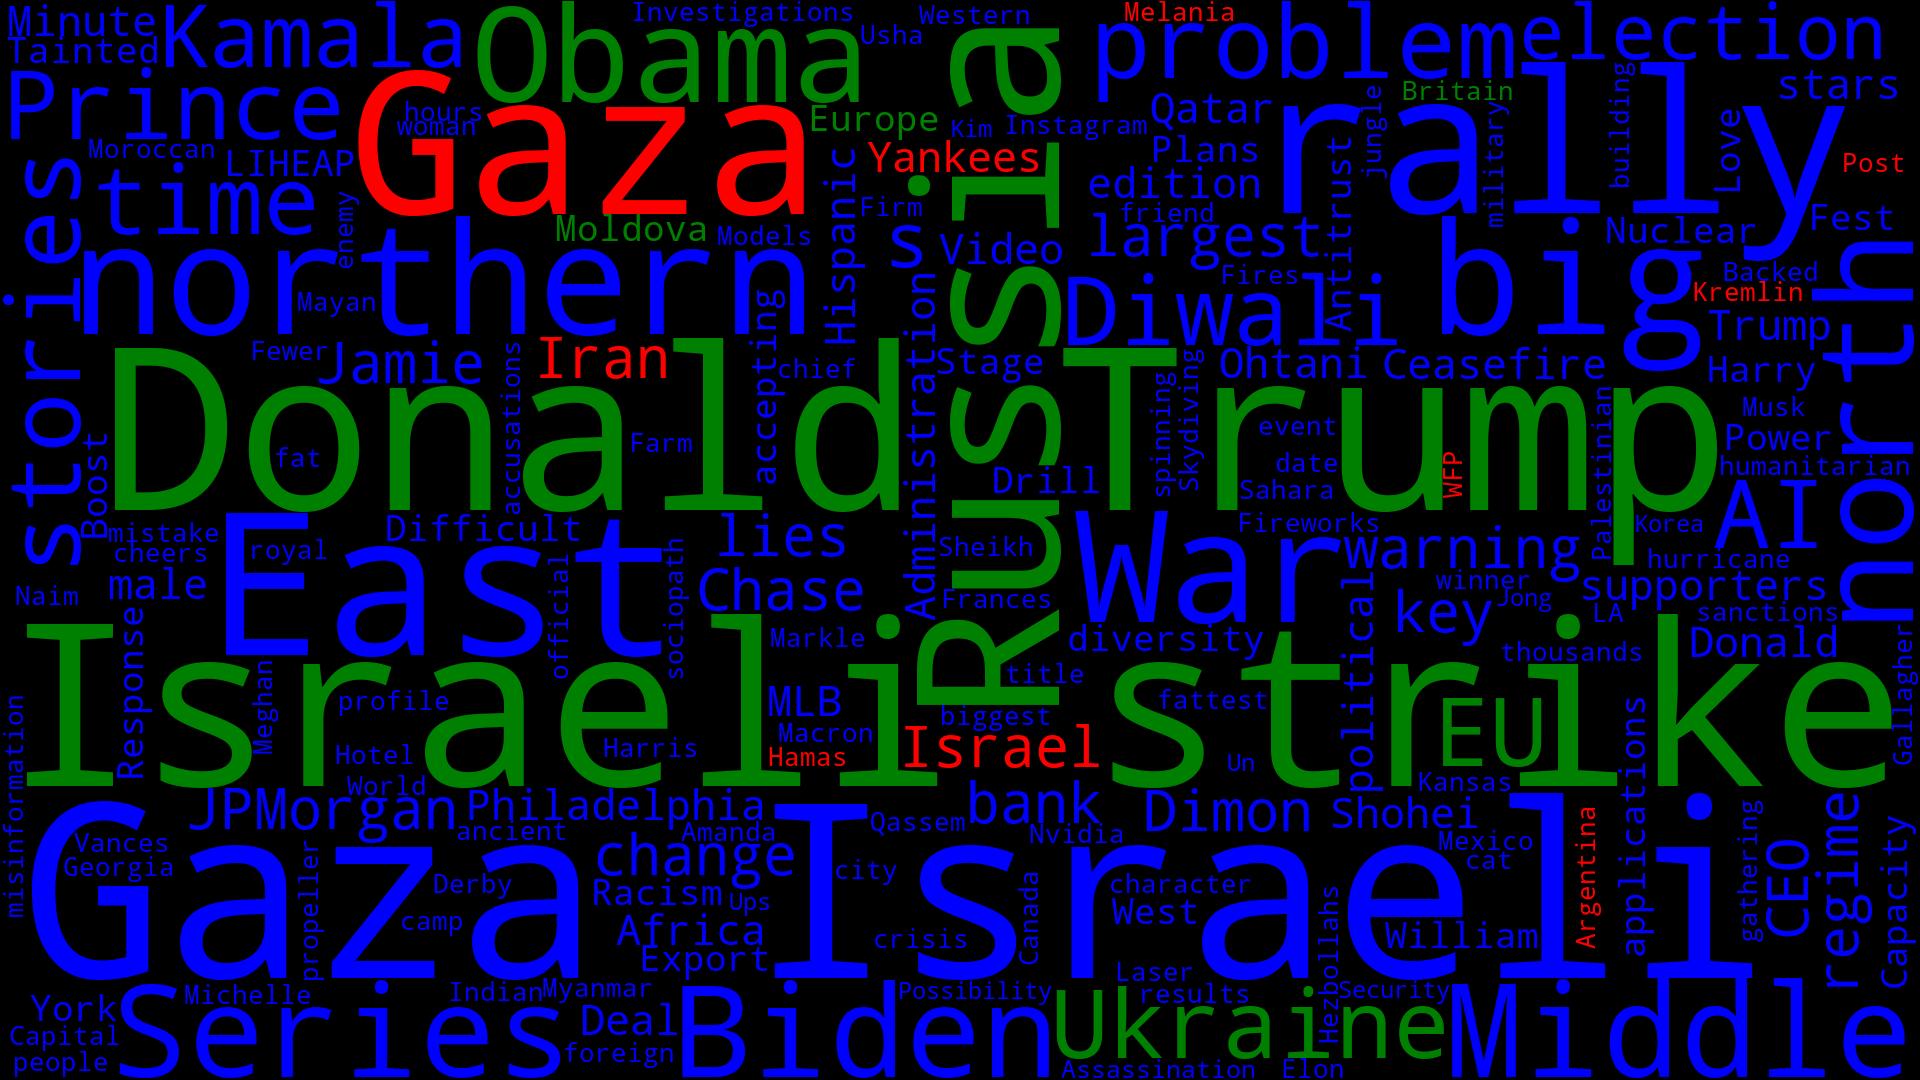 Minute
Tainted
Kamala
Obama
Investigations
Western
Usha
Melania
problem
election
Prince
Gaza
hours
woman
Europe
Kim
Instagram
Russia
Qatar
Britain
rally
jungle
military
building
Love
stars
Post
Moroccan
LIHEAP
Yankees
Plans
edition
friend
Antitrust
stories
time
enemy
Moldova
Models
Hispanic
Firm
s
Video
largest
Fires
Nuclear
Fest
northern
Mayan
accepting
Administration
Diwali
big
Backed
Kremlin
north
Trump
Fewer
Jamie
accusations
Iran
chief
Stage
Ohtani
Ceasefire
Harry
Donald
Trump
fat
Farm
Drill
spinning
Skydiving
event
date
Sahara
WFP
Palestinian
Musk
Power
humanitarian
Boost
mistake
cheers
East
royal
Difficult
lies
Sheikh
War
Fireworks
warning
Korea
AI
hurricane
Naim
male
official
sociopath
Chase
Frances
key
winner
Jong
supporters
LA
sanctions
Response
Meghan
Markle
diversity
political
thousands
Donald
Gallagher
Israeli
strike
profile
title
fattest
MLB
biggest
EU
misinformation
Hotel
Harris
Macron
Hamas
Israel
Un
Kansas
applications
World
JPMorgan
Philadelphia
ancient
Amanda
Qassem
bank
Nvidia
Dimon
Shohei
Mexico
cat
Argentina
gathering
CEO
regime
Capacity
Vances
Georgia
Gaza
propeller
Derby
camp
change
Racism
Ups
city
Israeli
Canada
character
West
Hezbollahs
William
Africa
Export
crisis
Laser
York
Capital
people
Michelle
Series
Indian
Myanmar
Deal
foreign
Biden
Possibility
results
Security
Ukraine
Assassination
Elon
Middle